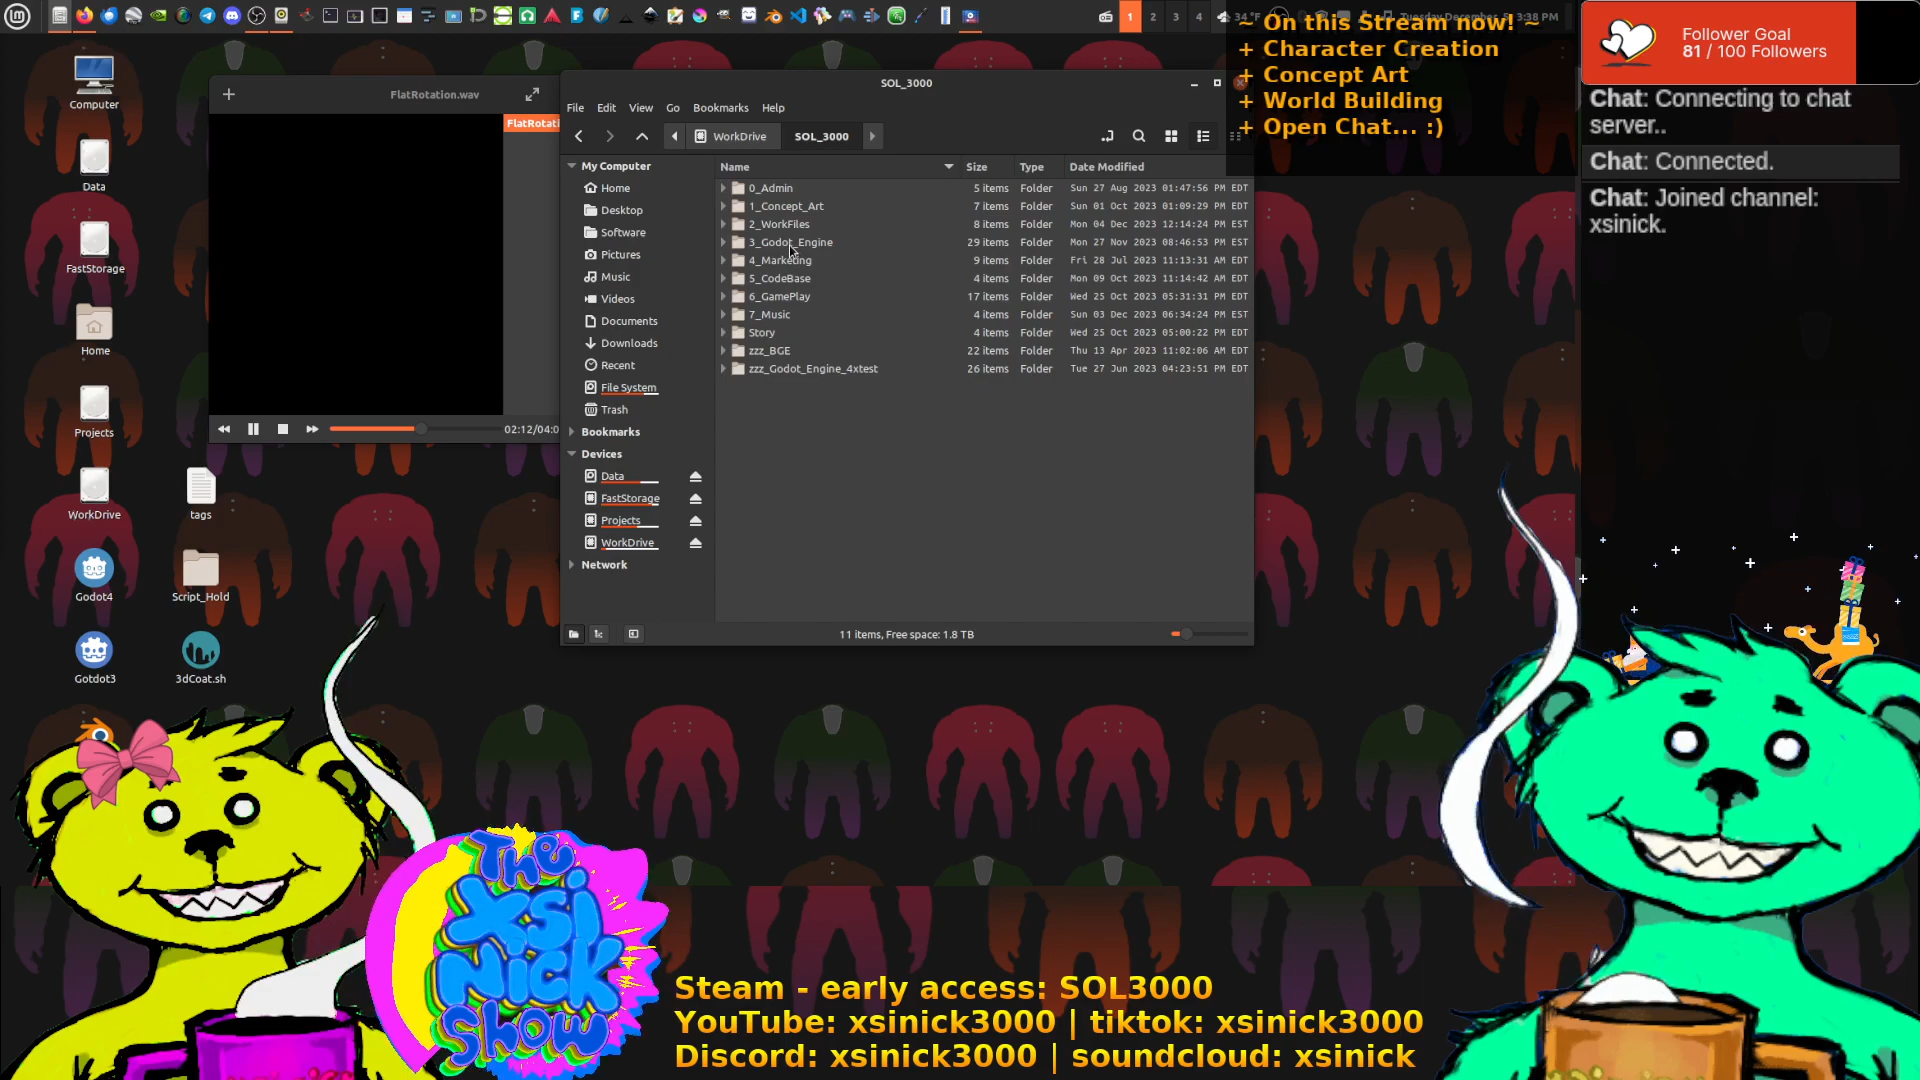 34 °F
1
2
3
4
3:38 PM
~ On this Stream now! ~
+ Character Creation
+ Concept Art
+ World Building
+ Open Chat... :)
Follower Goal
81 / 100 Followers
Chat: Connecting to chat
server..
Chat: Connected.
Chat: Joined channel:
xsinick.
Computer
Data
FastStorage
Home
Projects
WorkDrive
tags
Godot4
Script_Hold
Gotdot3
3dCoat.sh
FlatRotation.wav
FlatRotati
02:12/04:0
SOL_3000
File Edit View Go Bookmarks Help
WorkDrive SOL_3000
My Computer
Home
Desktop
Software
Pictures
Music
Videos
Documents
Downloads
Recent
File System
Trash
Bookmarks
Devices
Data
FastStorage
Projects
WorkDrive
Network
Name Size Type Date Modified
0_Admin 5 items Folder Sun 27 Aug 2023 01:47:56 PM EDT
1_Concept_Art 7 items Folder Sun 01 Oct 2023 01:09:29 PM EDT
2_WorkFiles 8 items Folder Mon 04 Dec 2023 12:14:24 PM EST
3_Godot_Engine 29 items Folder Mon 27 Nov 2023 08:46:53 PM EST
4_Marketing 9 items Folder Fri 28 Jul 2023 11:13:31 AM EDT
5_CodeBase 4 items Folder Mon 09 Oct 2023 11:14:42 AM EDT
6_GamePlay 17 items Folder Wed 25 Oct 2023 05:31:31 PM EDT
7_Music 4 items Folder Sun 03 Dec 2023 06:34:24 PM EST
Story 4 items Folder Wed 25 Oct 2023 05:00:22 PM EDT
zzz_BGE 22 items Folder Thu 13 Apr 2023 11:02:06 AM EDT
zzz_Godot_Engine_4xtest 26 items Folder Tue 27 Jun 2023 04:23:51 PM EDT
11 items, Free space: 1.8 TB
The
xsi
Nick
Show
Steam - early access: SOL3000
YouTube: xsinick3000 | tiktok: xsinick3000
Discord: xsinick3000 | soundcloud: xsinick